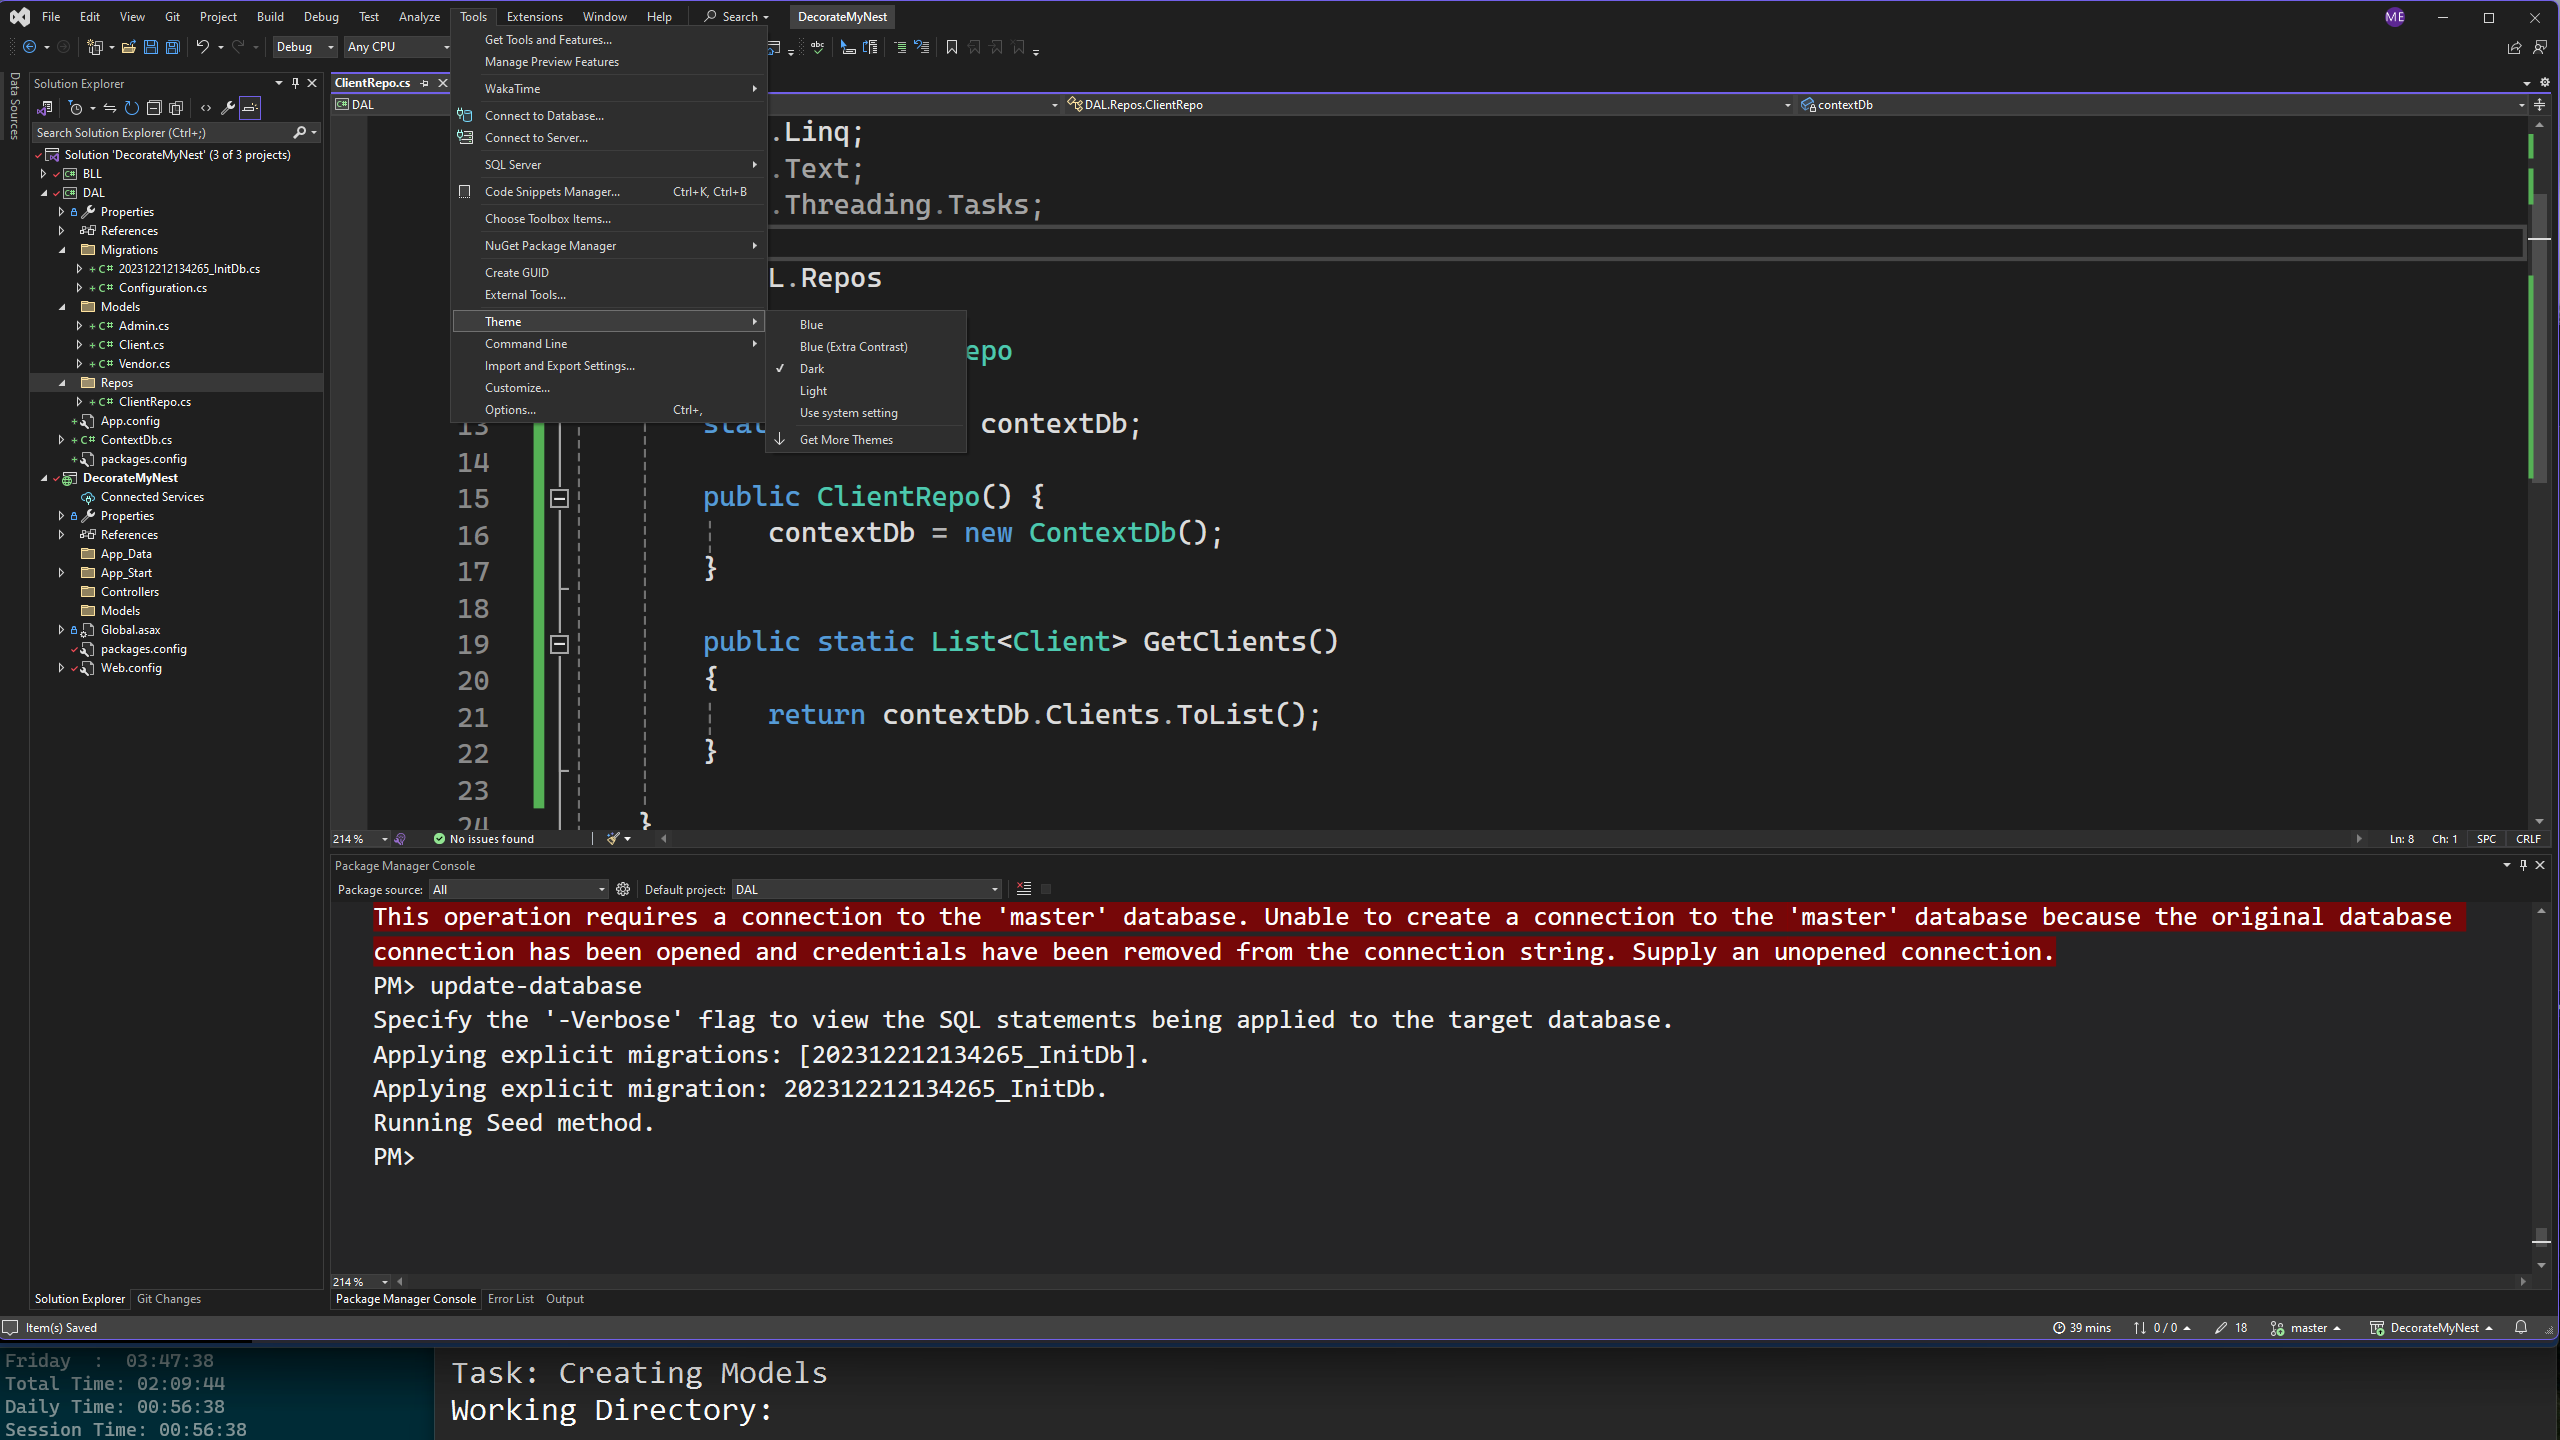 File Edit View Git Project Build Debug Test Analyze Tools Extensions Window Help Search DecorateMyNest ME
Debug Any CPU
Data Sources
Solution Explorer
Search Solution Explorer (Ctrl+;)
Solution 'DecorateMyNest' (3 of 3 projects)
BLL
DAL
Properties
References
Migrations
202312212134265_InitDb.cs
Configuration.cs
Models
Admin.cs
Client.cs
Vendor.cs
Repos
ClientRepo.cs
App.config
ContextDb.cs
packages.config
DecorateMyNest
Connected Services
Properties
References
App_Data
App_Start
Controllers
Models
Global.asax
packages.config
Web.config
Solution Explorer Git Changes
Get Tools and Features...
Manage Preview Features
WakaTime
Connect to Database...
Connect to Server...
SQL Server
Code Snippets Manager... Ctrl+K, Ctrl+B
Choose Toolbox Items...
NuGet Package Manager
Create GUID
External Tools...
Theme
Command Line
Import and Export Settings...
Customize...
Options... Ctrl+,
Blue
Blue (Extra Contrast)
Dark
Light
Use system setting
Get More Themes
ClientRepo.cs
DAL DAL.Repos.ClientRepo contextDb
.Linq;
.Text;
.Threading.Tasks;
L.Repos
epo
13 stat contextDb;
14
15 public ClientRepo() {
16 contextDb = new ContextDb();
17 }
18
19 public static List<Client> GetClients()
20 {
21 return contextDb.Clients.ToList();
22 }
23
24 }
214 % No issues found Ln: 8 Ch: 1 SPC CRLF
Package Manager Console
Package source: All Default project: DAL
This operation requires a connection to the 'master' database. Unable to create a connection to the 'master' database because the original database
connection has been opened and credentials have been removed from the connection string. Supply an unopened connection.
PM> update-database
Specify the '-Verbose' flag to view the SQL statements being applied to the target database.
Applying explicit migrations: [202312212134265_InitDb].
Applying explicit migration: 202312212134265_InitDb.
Running Seed method.
PM>
214 %
Package Manager Console Error List Output
Item(s) Saved 39 mins 0 / 0 18 master DecorateMyNest
Friday : 03:47:38
Total Time: 02:09:44
Daily Time: 00:56:38
Session Time: 00:56:38
Task: Creating Models
Working Directory: